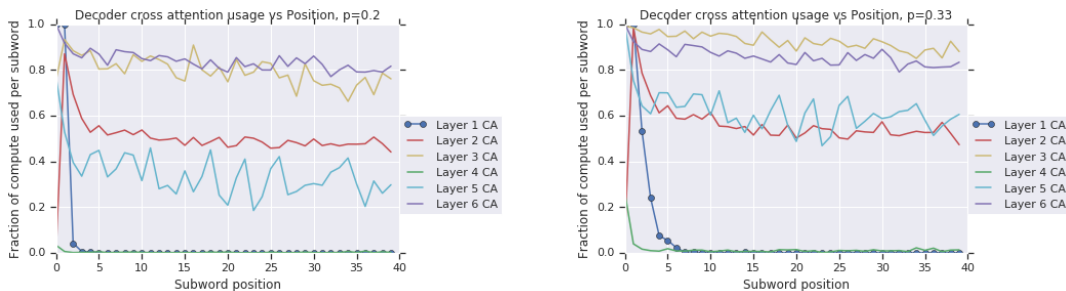 Decoder cross attention usage vs Position, p=0.2
Fraction of compute used per subword
1.0
0.8
0.6
0.4
0.2
0.0
0 5 10 15 20 25 30 35 40
Subword position
Layer 1 CA
Layer 2 CA
Layer 3 CA
Layer 4 CA
Layer 5 CA
Layer 6 CA
Decoder cross attention usage vs Position, p=0.33
Fraction of compute used per subword
1.0
0.8
0.6
0.4
0.2
0.0
0 5 10 15 20 25 30 35 40
Subword position
Layer 1 CA
Layer 2 CA
Layer 3 CA
Layer 4 CA
Layer 5 CA
Layer 6 CA